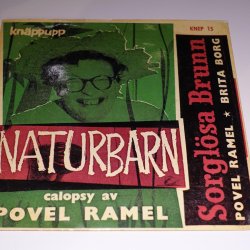 knäppupp
NATURBARN
calopsy av
POVEL RAMEL
KNEP 15
Sorglösa Brunn
POVEL RAMEL ★ BRITA BORG